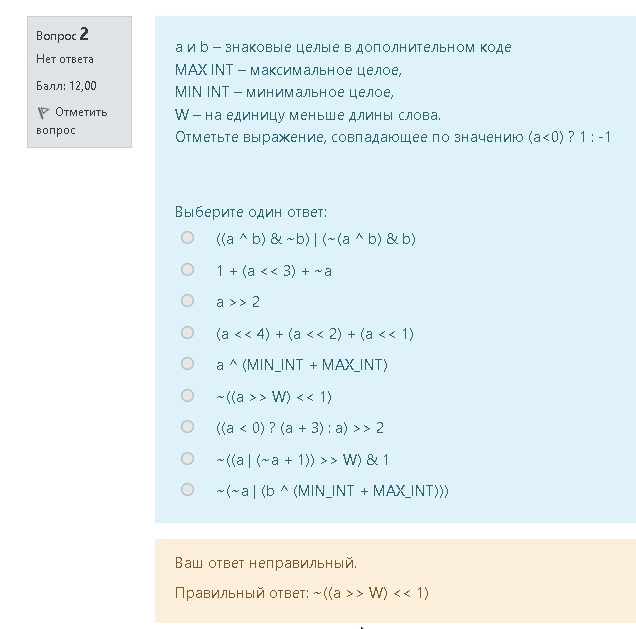 Вопрос 2
Нет ответа
Балл: 12,00
Отметить
вопрос
a и b – знаковые целые в дополнительном коде
MAX INT – максимальное целое,
MIN INT – минимальное целое,
W – на единицу меньше длины слова.
Отметьте выражение, совпадающее по значению (a<0) ? 1 : -1
Выберите один ответ:
((a ^ b) & ~b) | (~(a ^ b) & b)
1 + (a << 3) + ~a
a >> 2
(a << 4) + (a << 2) + (a << 1)
a ^ (MIN_INT + MAX_INT)
~((a >> W) << 1)
((a < 0) ? (a + 3) : a) >> 2
~((a | (~a + 1)) >> W) & 1
~(~a | (b ^ (MIN_INT + MAX_INT)))
Ваш ответ неправильный.
Правильный ответ: ~((a >> W) << 1)